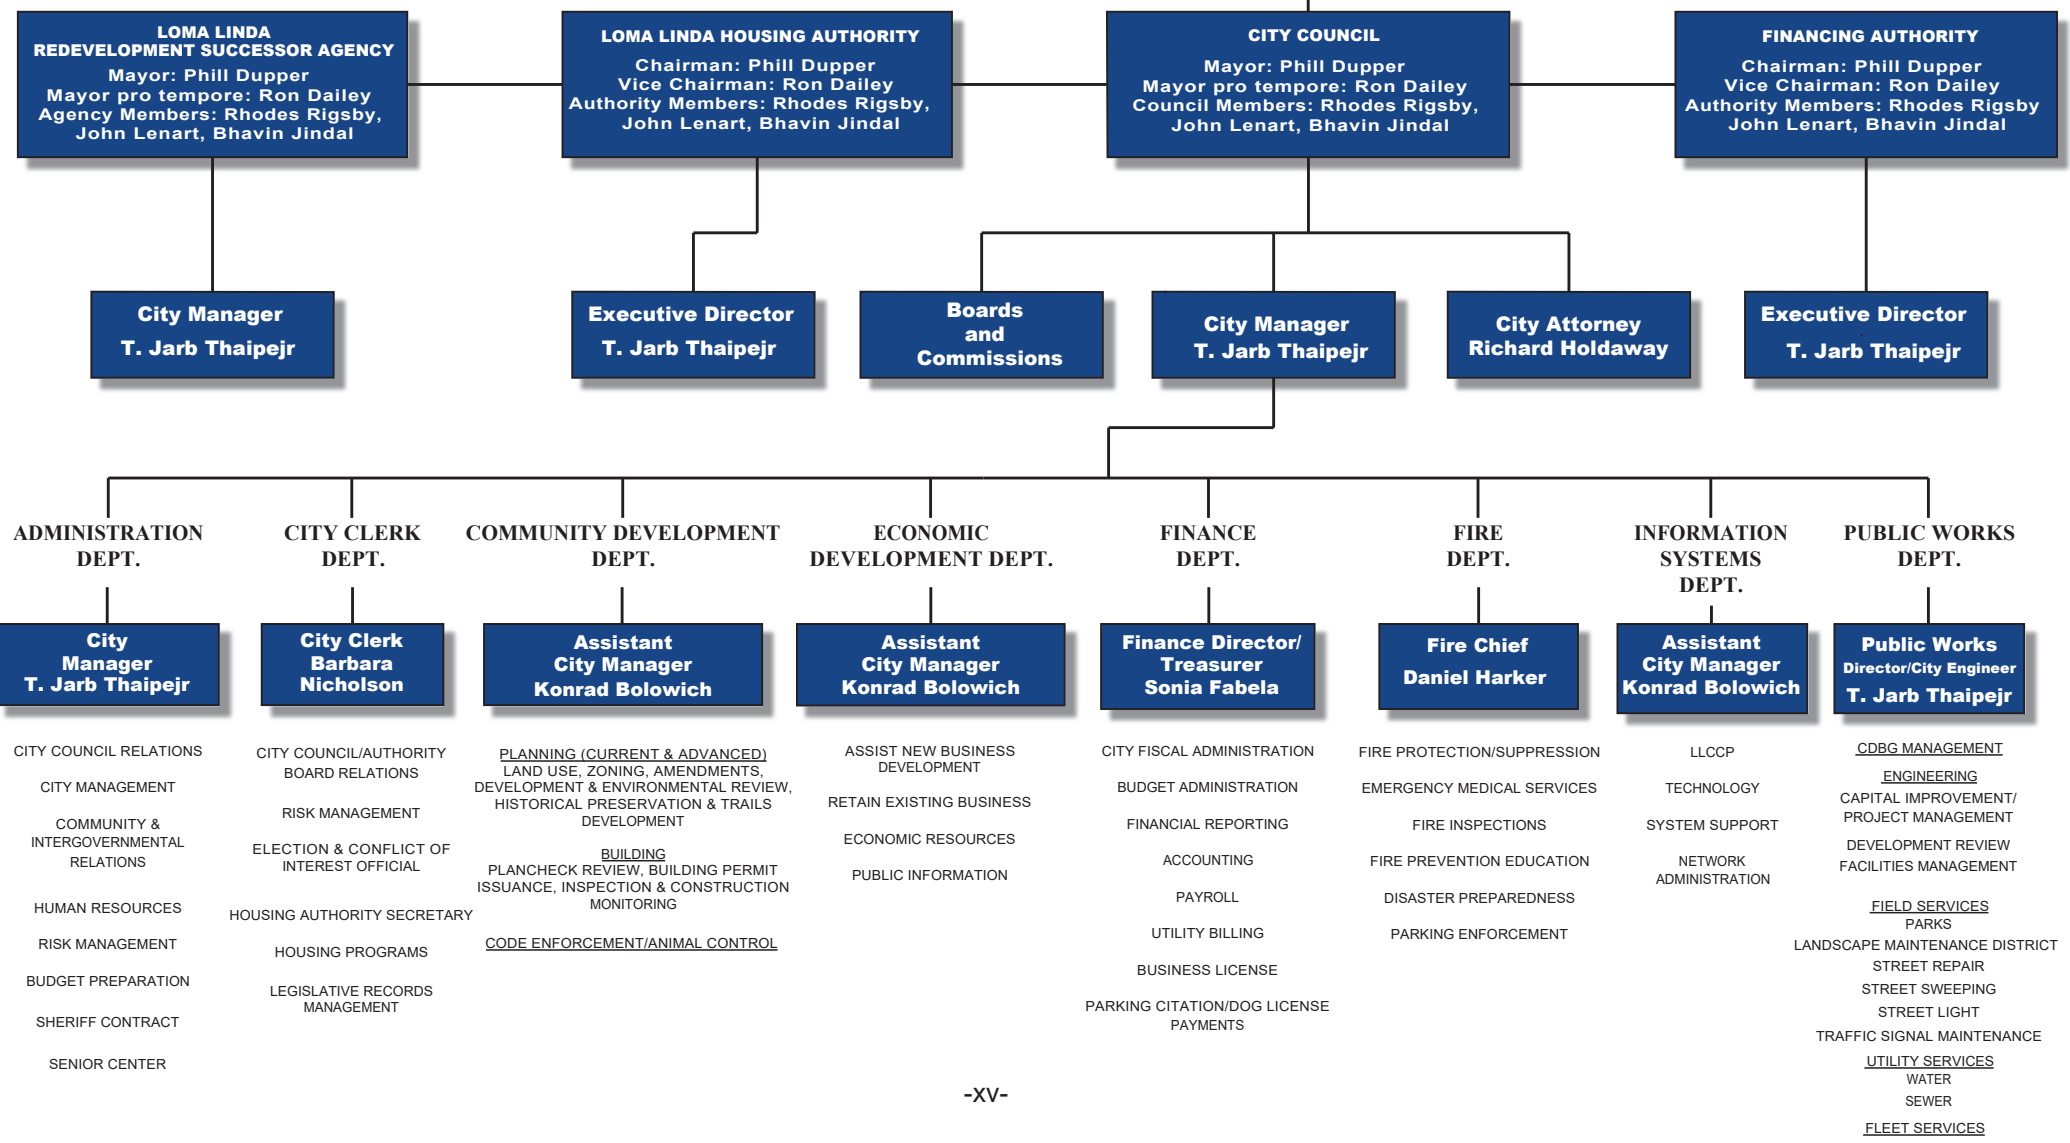 LOMA LINDA
REDEVELOPMENT SUCCESSOR AGENCY
Mayor: Phill Dupper
Mayor pro tempore: Ron Dailey
Agency Members: Rhodes Rigsby,
John Lenart, Bhavin Jindal
LOMA LINDA HOUSING AUTHORITY
Chairman: Phill Dupper
Vice Chairman: Ron Dailey
Authority Members: Rhodes Rigsby,
John Lenart, Bhavin Jindal
CITY COUNCIL
Mayor: Phill Dupper
Mayor pro tempore: Ron Dailey
Council Members: Rhodes Rigsby,
John Lenart, Bhavin Jindal
FINANCING AUTHORITY
Chairman: Phill Dupper
Vice Chairman: Ron Dailey
Authority Members: Rhodes Rigsby
John Lenart, Bhavin Jindal
City Manager
T. Jarb Thaipejr
Executive Director
T. Jarb Thaipejr
Boards
and
Commissions
City Manager
T. Jarb Thaipejr
City Attorney
Richard Holdaway
Executive Director
T. Jarb Thaipejr
ADMINISTRATION
DEPT.
City
Manager
T. Jarb Thaipejr
CITY COUNCIL RELATIONS
CITY MANAGEMENT
COMMUNITY &
INTERGOVERNMENTAL
RELATIONS
HUMAN RESOURCES
RISK MANAGEMENT
BUDGET PREPARATION
SHERIFF CONTRACT
SENIOR CENTER
CITY CLERK
DEPT.
City Clerk
Barbara
Nicholson
CITY COUNCIL/AUTHORITY
BOARD RELATIONS
RISK MANAGEMENT
ELECTION & CONFLICT OF
INTEREST OFFICIAL
HOUSING AUTHORITY SECRETARY
HOUSING PROGRAMS
LEGISLATIVE RECORDS
MANAGEMENT
COMMUNITY DEVELOPMENT
DEPT.
Assistant
City Manager
Konrad Bolowich
PLANNING (CURRENT & ADVANCED)
LAND USE, ZONING, AMENDMENTS,
DEVELOPMENT & ENVIRONMENTAL REVIEW,
HISTORICAL PRESERVATION & TRAILS
DEVELOPMENT
BUILDING
PLANCHECK REVIEW, BUILDING PERMIT
ISSUANCE, INSPECTION & CONSTRUCTION
MONITORING
CODE ENFORCEMENT/ANIMAL CONTROL
ECONOMIC
DEVELOPMENT DEPT.
Assistant
City Manager
Konrad Bolowich
ASSIST NEW BUSINESS
DEVELOPMENT
RETAIN EXISTING BUSINESS
ECONOMIC RESOURCES
PUBLIC INFORMATION
FINANCE
DEPT.
Finance Director/
Treasurer
Sonia Fabela
CITY FISCAL ADMINISTRATION
BUDGET ADMINISTRATION
FINANCIAL REPORTING
ACCOUNTING
PAYROLL
UTILITY BILLING
BUSINESS LICENSE
PARKING CITATION/DOG LICENSE
PAYMENTS
FIRE
DEPT.
Fire Chief
Daniel Harker
FIRE PROTECTION/SUPPRESSION
EMERGENCY MEDICAL SERVICES
FIRE INSPECTIONS
FIRE PREVENTION EDUCATION
DISASTER PREPAREDNESS
PARKING ENFORCEMENT
INFORMATION
SYSTEMS
DEPT.
Assistant
City Manager
Konrad Bolowich
LLCCP
TECHNOLOGY
SYSTEM SUPPORT
NETWORK
ADMINISTRATION
PUBLIC WORKS
DEPT.
Public Works
Director/City Engineer
T. Jarb Thaipejr
CDBG MANAGEMENT
ENGINEERING
CAPITAL IMPROVEMENT/
PROJECT MANAGEMENT
DEVELOPMENT REVIEW
FACILITIES MANAGEMENT
FIELD SERVICES
PARKS
LANDSCAPE MAINTENANCE DISTRICT
STREET REPAIR
STREET SWEEPING
STREET LIGHT
TRAFFIC SIGNAL MAINTENANCE
UTILITY SERVICES
WATER
SEWER
FLEET SERVICES
-xv-